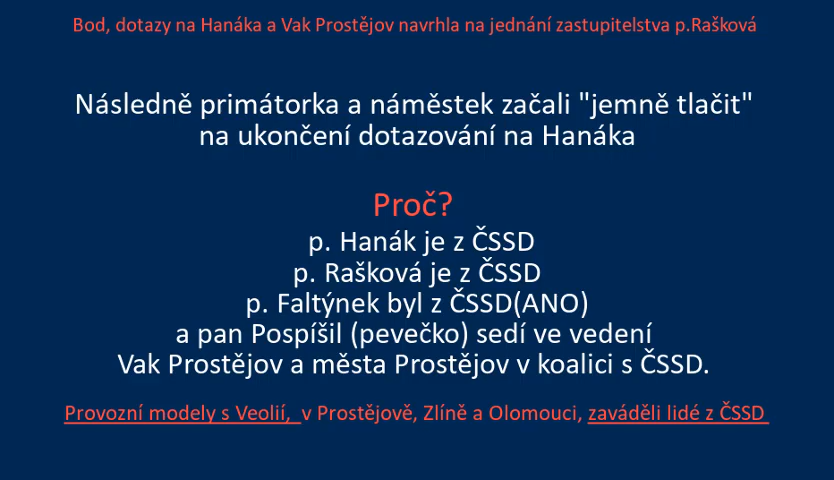 Bod, dotazy na Hanáka a Vak Prostějov navrhla na jednání zastupitelstva p.Rašková
Následně primátorka a náměstek začali "jemně tlačit"
na ukončení dotazování na Hanáka
Proč?
p. Hanák je z ČSSD
p. Rašková je z ČSSD
p. Faltýnek byl z ČSSD(ANO)
a pan Pospíšil (pevečko) sedí ve vedení
Vak Prostějov a města Prostějov v koalici s ČSSD.
Provozní modely s Veolií, v Prostějově, Zlíně a Olomouci, zaváděli lidé z ČSSD